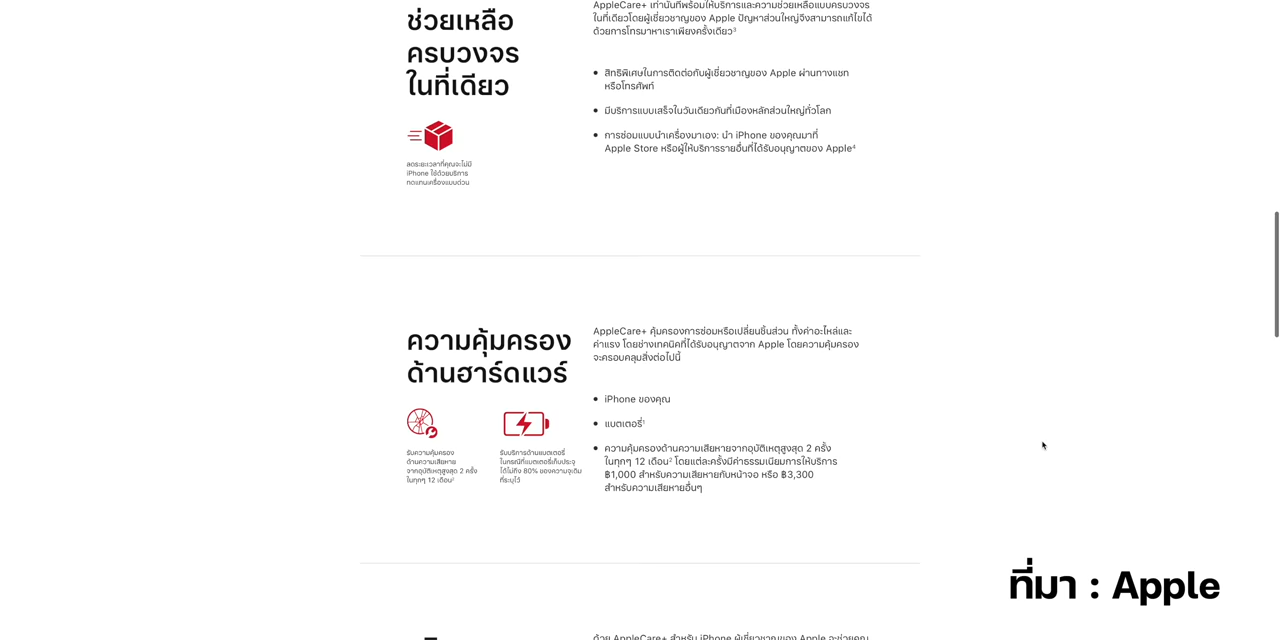 ช่วยเหลือ
ครบวงจร
ในที่เดียว
ลดระยะเวลาที่คุณจะไม่มี
iPhone ใช้ด้วยบริการ
ทดแทนเครื่องแบบด่วน
AppleCare+ เท่านั้นที่พร้อมให้บริการและความช่วยเหลือแบบครบวงจร
ในที่เดียวโดยผู้เชี่ยวชาญของ Apple ปัญหาส่วนใหญ่จึงสามารถแก้ไขได้
ด้วยการโทรมาหาเราเพียงครั้งเดียว³
• สิทธิพิเศษในการติดต่อกับผู้เชี่ยวชาญของ Apple ผ่านทางแชท
หรือโทรศัพท์
• มีบริการแบบเสร็จในวันเดียวกันที่เมืองหลักส่วนใหญ่ทั่วโลก
• การซ่อมแบบนำเครื่องมาเอง: นำ iPhone ของคุณมาที่
Apple Store หรือผู้ให้บริการรายอื่นที่ได้รับอนุญาตของ Apple⁴
ความคุ้มครอง
ด้านฮาร์ดแวร์
รับความคุ้มครอง
ด้านความเสียหาย
จากอุบัติเหตุสูงสุด 2 ครั้ง
ในทุกๆ 12 เดือน²
รับบริการด้านแบตเตอรี่
ในกรณีที่แบตเตอรี่เก็บประจุ
ได้ไม่ถึง 80% ของความจุเดิม
ที่ระบุไว้
AppleCare+ คุ้มครองการซ่อมหรือเปลี่ยนชิ้นส่วน ทั้งค่าอะไหล่และ
ค่าแรง โดยช่างเทคนิคที่ได้รับอนุญาตจาก Apple โดยความคุ้มครอง
จะครอบคลุมสิ่งต่อไปนี้
• iPhone ของคุณ
• แบตเตอรี่¹
• ความคุ้มครองด้านความเสียหายจากอุบัติเหตุสูงสุด 2 ครั้ง
ในทุกๆ 12 เดือน² โดยแต่ละครั้งมีค่าธรรมเนียมการให้บริการ
฿1,000 สำหรับความเสียหายกับหน้าจอ หรือ ฿3,300
สำหรับความเสียหายอื่นๆ
ที่มา : Apple
ด้วย AppleCare+ สำหรับ iPhone ผู้เชี่ยวชาญของ Apple จะช่วยคุณ